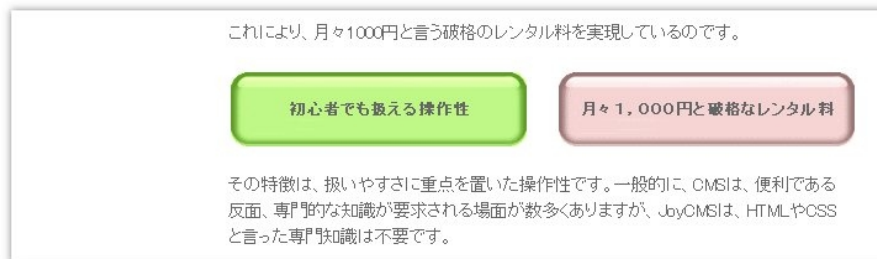 これにより、月々1000円と言う破格のレンタル料を実現しているのです。
初心者でも扱える操作性
月々1,000円と破格なレンタル料
その特徴は、扱いやすさに重点を置いた操作性です。一般的に、CMSは、便利である
反面、専門的な知識が要求される場面が数多くありますが、JoyCMSは、HTMLやCSS
と言った専門知識は不要です。